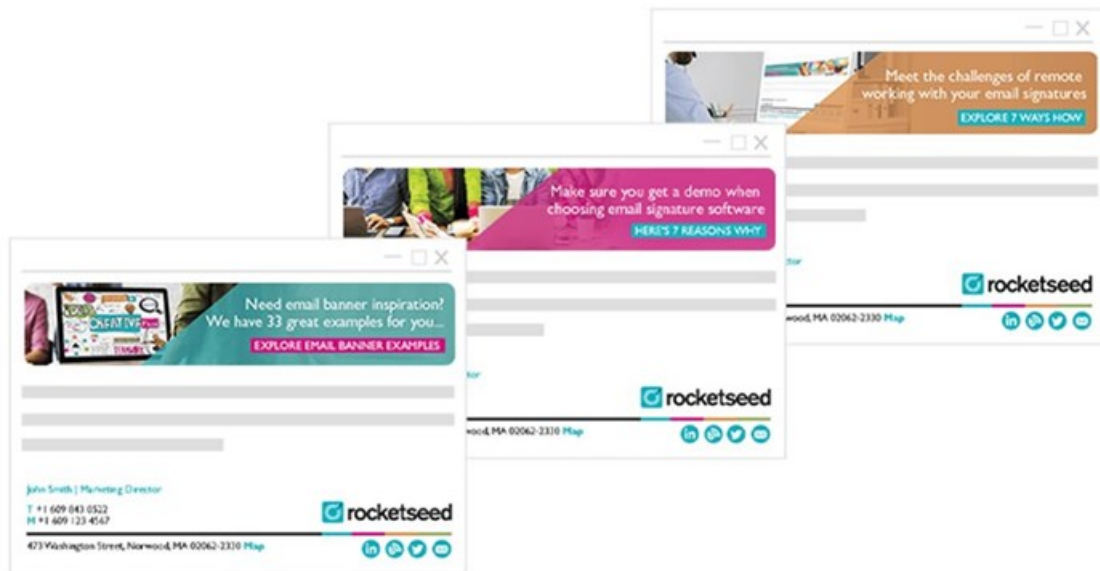 Meet the challenges of remote
working with your email signatures
EXPLORE 7 WAYS HOW
rocketseed
wood, MA 02062-2330 Map
Make sure you get a demo when
choosing email signature software
HERE'S 7 REASONS WHY
rocketseed
wood, MA 02062-2330 Map
Need email banner inspiration?
We have 33 great examples for you...
EXPLORE EMAIL BANNER EXAMPLES
CREATIVE
John Smith | Marketing Director
T +1 609 843 0522
M +1 609 123 4567
rocketseed
473 Washington Street, Norwood, MA 02062-2330 Map